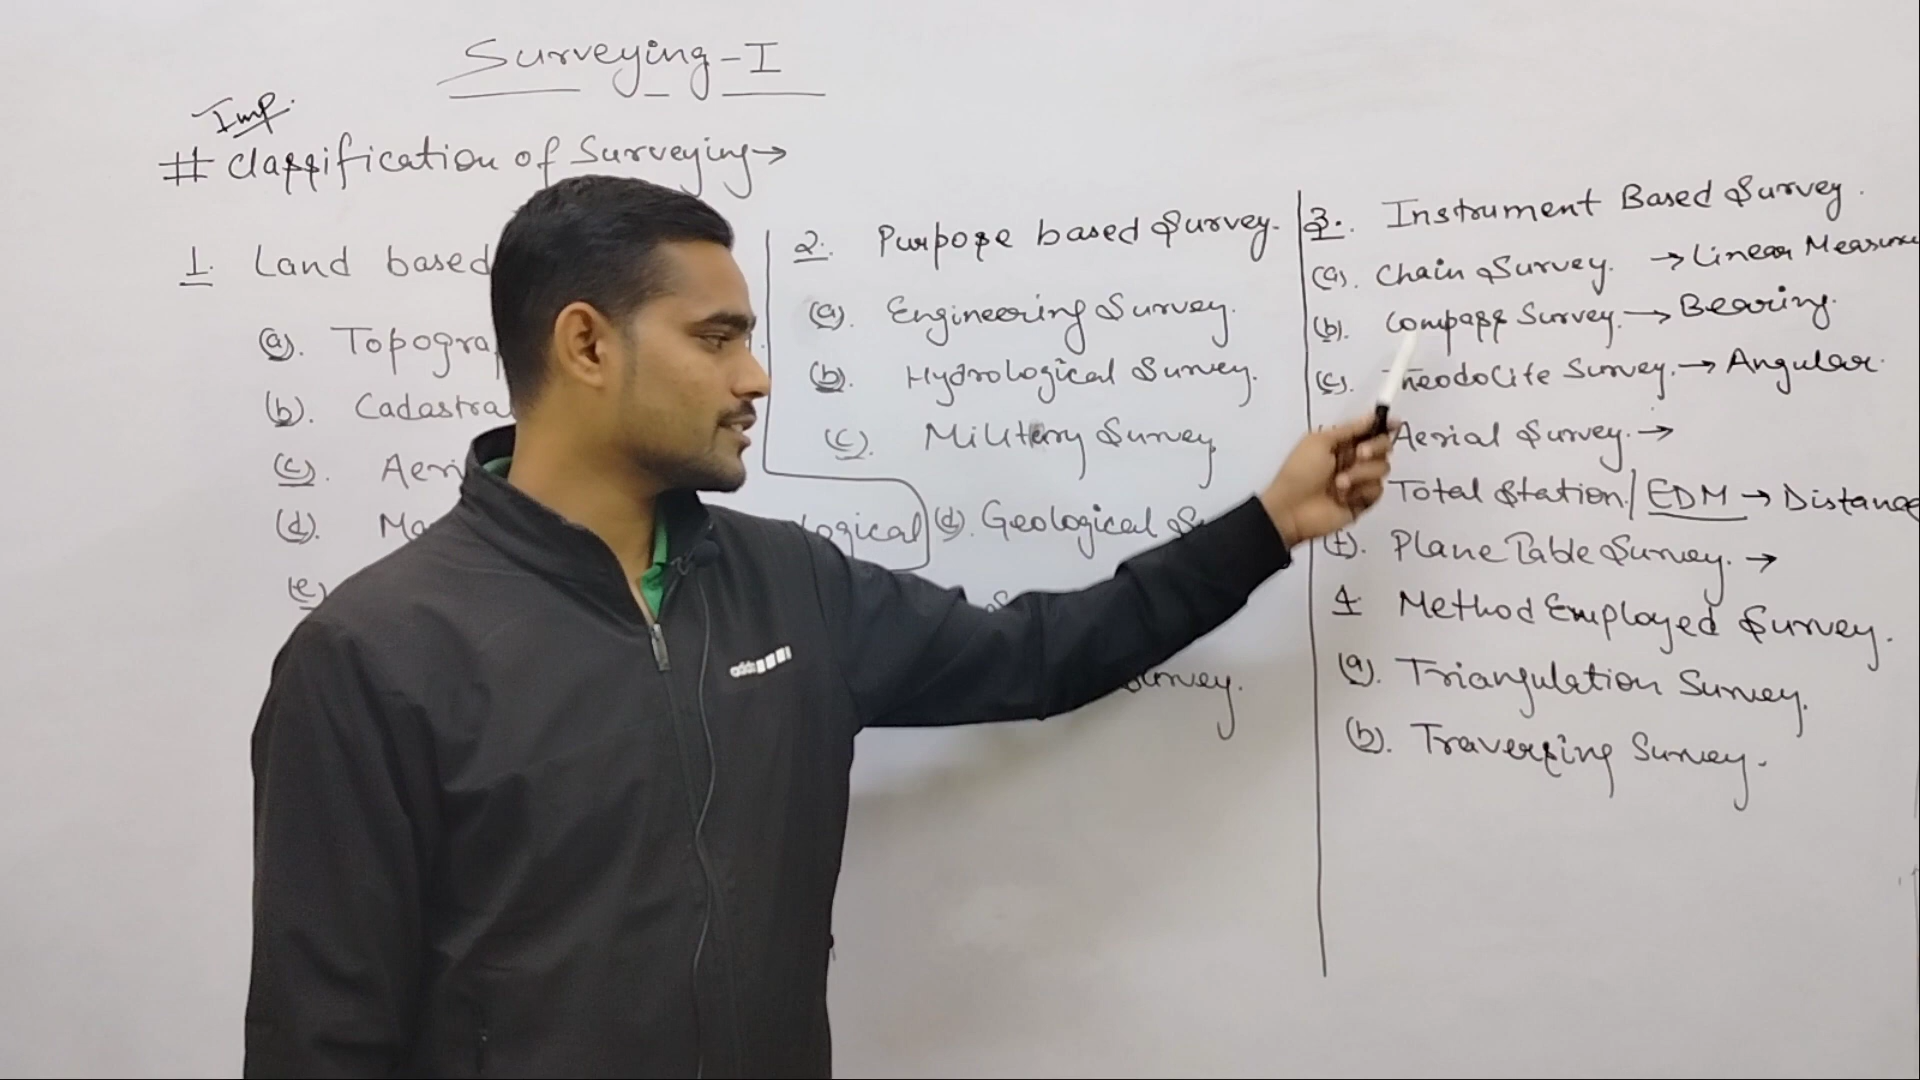 Surveying-I
Imp.
# Classification of Surveying→
1. Land based
(a). Topogra
(b). Cadastra
(c). Aeri
(d). Ma
ogical
(e)
2. Purpose based Survey.
(a). Engineering Survey.
(b). Hydrological Survey.
(c). Military Survey
(d). Geological S
Survey.
3. Instrument Based Survey.
(a). Chain Survey. → Linear Measure
(b). Compass Survey. → Bearing.
(c). Theodolite Survey. → Angular.
Aerial Survey. →
Total Station/EDM → Distance
(f). Plane Table Survey. →
4 Method Employed Survey.
(a). Triangulation Survey.
(b). Traversing Survey.